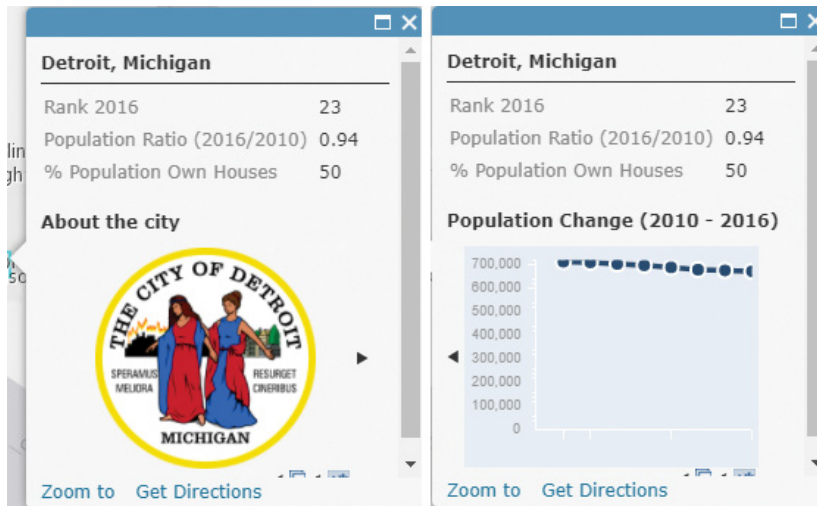 Detroit, Michigan
Rank 2016 23
Population Ratio (2016/2010) 0.94
% Population Own Houses 50
About the city
THE CITY OF DETROIT
SPERAMUS MELIORA
RESURGET CINERIBUS
MICHIGAN
Zoom to Get Directions
Detroit, Michigan
Rank 2016 23
Population Ratio (2016/2010) 0.94
% Population Own Houses 50
Population Change (2010 - 2016)
700,000
600,000
500,000
400,000
300,000
200,000
100,000
0
Zoom to Get Directions